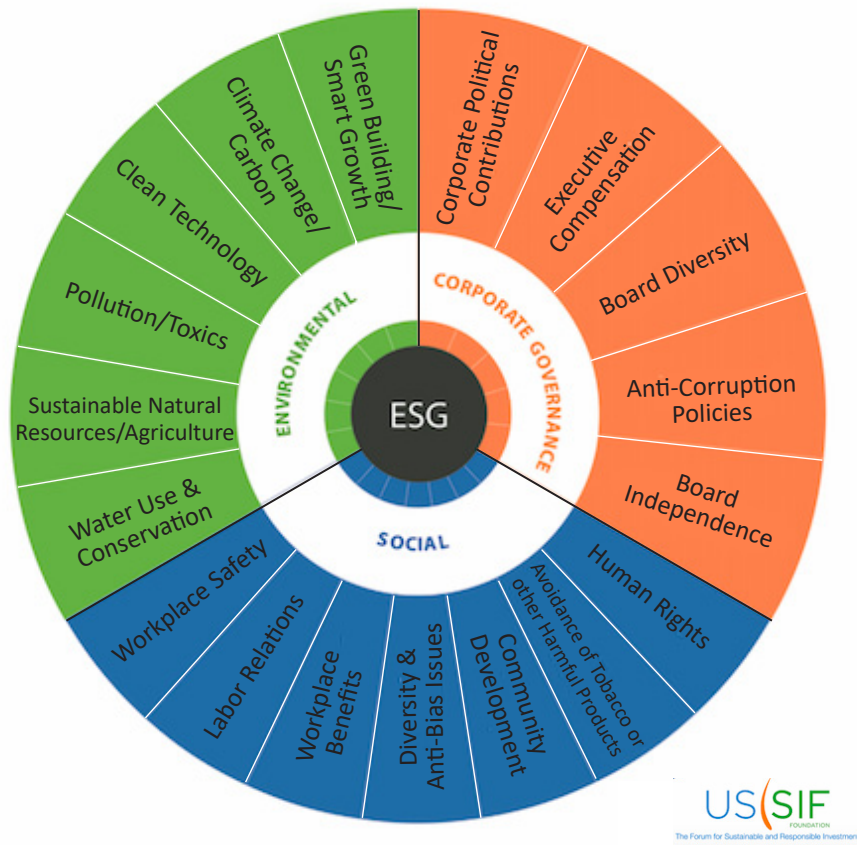 Green Building/
Smart Growth
Climate Change/
Carbon
Clean Technology
Pollution/Toxics
Sustainable Natural
Resources/Agriculture
Water Use &
Conservation
Corporate Political
Contributions
Executive
Compensation
Board Diversity
Anti-Corruption
Policies
Board
Independence
ENVIRONMENTAL
CORPORATE GOVERNANCE
ESG
SOCIAL
Workplace Safety
Labor Relations
Workplace
Benefits
Diversity &
Anti-Bias Issues
Community
Development
Avoidance of Tobacco or
other Harmful Products
Human Rights
US SIF
FOUNDATION
The Forum for Sustainable and Responsible Investmen